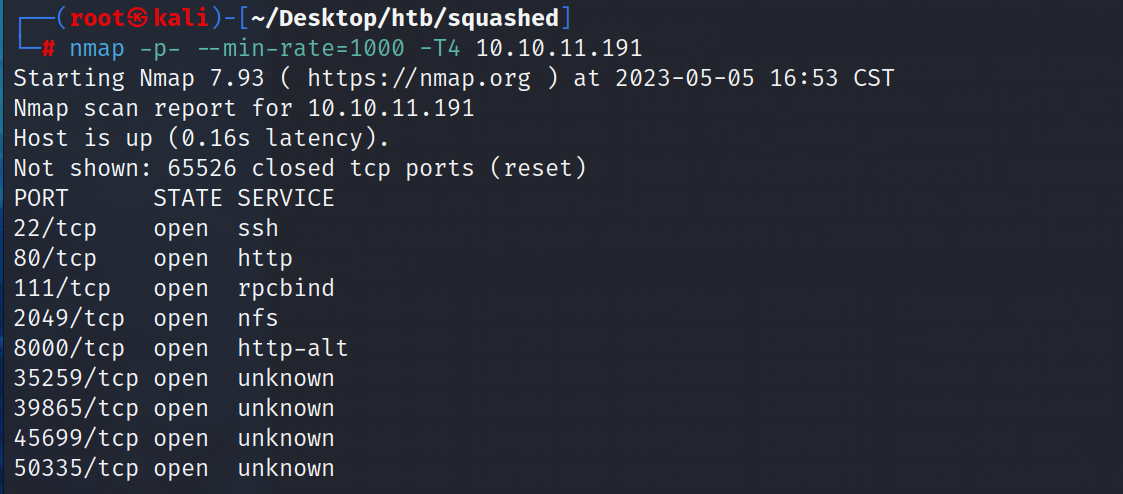 ┌──(root㉿kali)-[~/Desktop/htb/squashed]
└─# nmap -p- --min-rate=1000 -T4 10.10.11.191
Starting Nmap 7.93 ( https://nmap.org ) at 2023-05-05 16:53 CST
Nmap scan report for 10.10.11.191
Host is up (0.16s latency).
Not shown: 65526 closed tcp ports (reset)
PORT      STATE SERVICE
22/tcp    open  ssh
80/tcp    open  http
111/tcp   open  rpcbind
2049/tcp  open  nfs
8000/tcp  open  http-alt
35259/tcp open  unknown
39865/tcp open  unknown
45699/tcp open  unknown
50335/tcp open  unknown